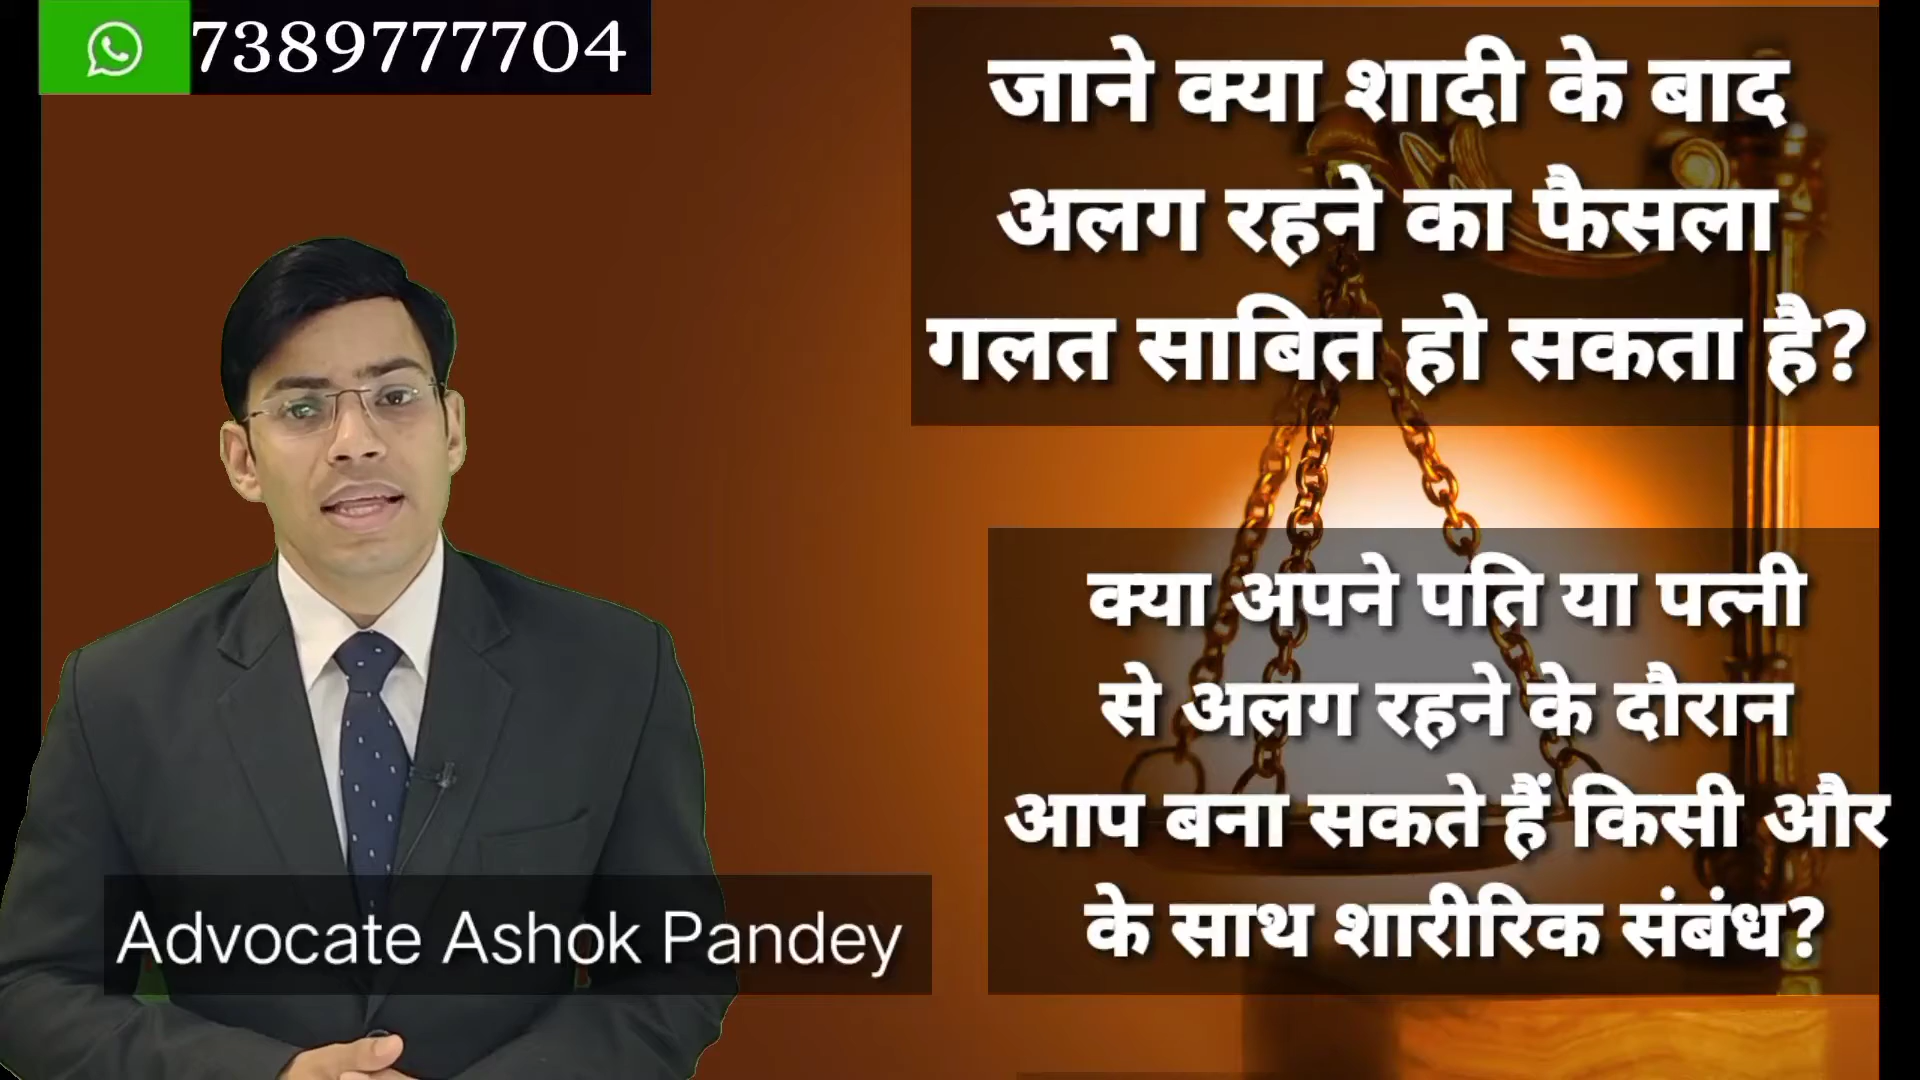 7389777704
जाने क्या शादी के बाद
अलग रहने का फैसला
गलत साबित हो सकता है?
क्या अपने पति या पत्नी
से अलग रहने के दौरान
आप बना सकते हैं किसी और
के साथ शारीरिक संबंध?
Advocate Ashok Pandey